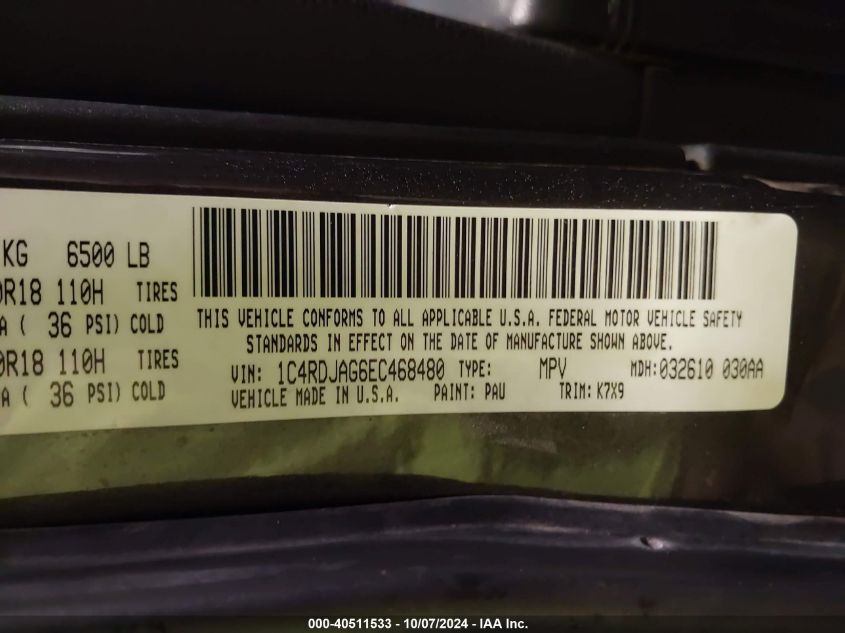 KG 6500 LB
0R18 110H TIRES
A ( 36 PSI) COLD
0R18 110H TIRES
A ( 36 PSI) COLD
THIS VEHICLE CONFORMS TO ALL APPLICABLE U.S.A. FEDERAL MOTOR VEHICLE SAFETY
STANDARDS IN EFFECT ON THE DATE OF MANUFACTURE SHOWN ABOVE.
VIN: 1C4RDJAG6EC468480 TYPE: MPV MDH:032610 030AA
VEHICLE MADE IN U.S.A. PAINT: PAU TRIM: K7X9
000-40511533 - 10/07/2024 - IAA Inc.